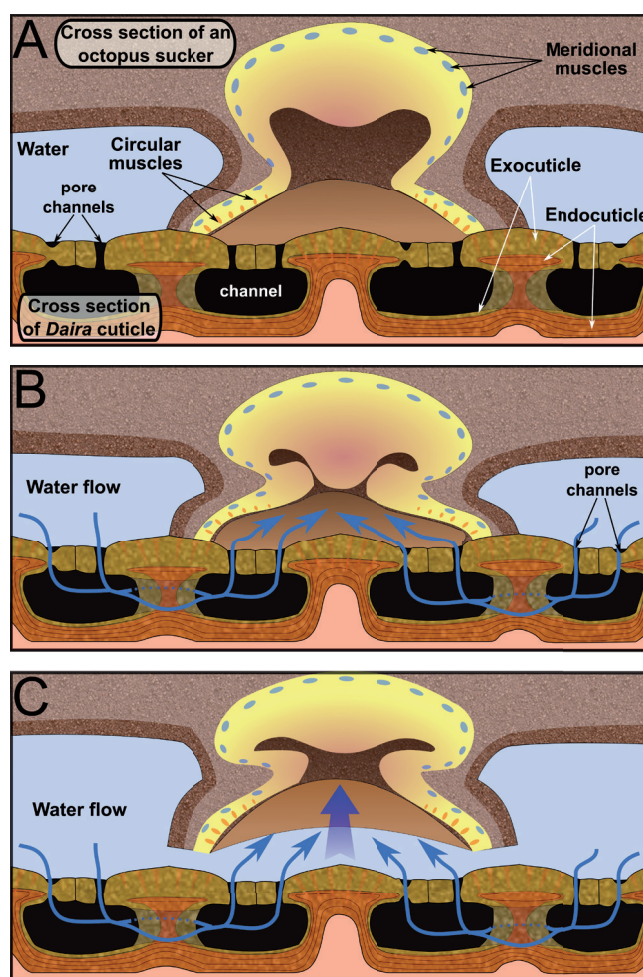 A
Cross section of an
octopus sucker
Meridional
muscles
Water
Circular
muscles
Exocuticle
pore
channels
Endocuticle
channel
Cross section
of Daira cuticle
B
Water flow
pore
channels
C
Water flow